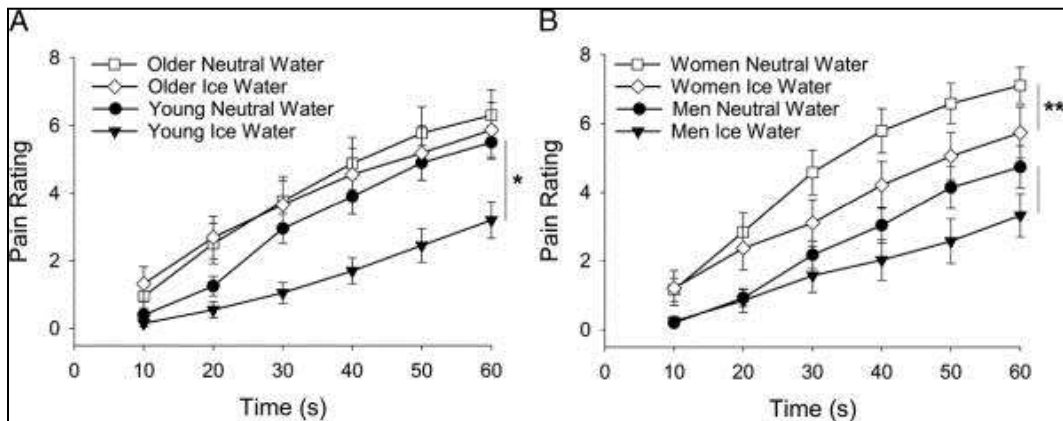 A
8
6
4
2
0
Pain Rating
Older Neutral Water
Older Ice Water
Young Neutral Water
Young Ice Water
*
0 10 20 30 40 50 60
Time (s)
B
8
6
4
2
0
Pain Rating
Women Neutral Water
Women Ice Water
Men Neutral Water
Men Ice Water
**
0 10 20 30 40 50 60
Time (s)